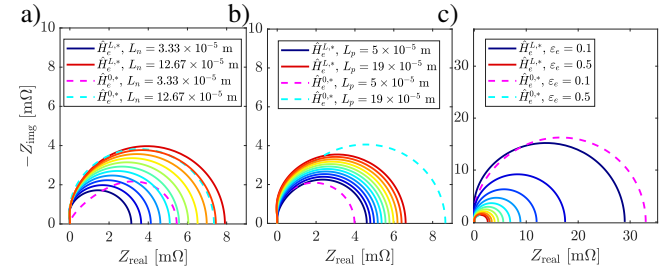 a)
b)
c)
10
8
6
4
2
0
−Z_img [mΩ]
Ĥ_e^{L,*}, L_n = 3.33 × 10^{-5} m
Ĥ_e^{L,*}, L_n = 12.67 × 10^{-5} m
Ĥ_e^{0,*}, L_n = 3.33 × 10^{-5} m
Ĥ_e^{0,*}, L_n = 12.67 × 10^{-5} m
0 2 4 6 8
Z_real [mΩ]
10
8
6
4
2
0
Ĥ_e^{L,*}, L_p = 5 × 10^{-5} m
Ĥ_e^{L,*}, L_p = 19 × 10^{-5} m
Ĥ_e^{0,*}, L_p = 5 × 10^{-5} m
Ĥ_e^{0,*}, L_p = 19 × 10^{-5} m
0 2 4 6 8
Z_real [mΩ]
30
15
0
Ĥ_e^{L,*}, ε_e = 0.1
Ĥ_e^{L,*}, ε_e = 0.5
Ĥ_e^{0,*}, ε_e = 0.1
Ĥ_e^{0,*}, ε_e = 0.5
0 15 30
Z_real [mΩ]